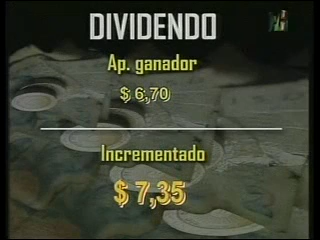 DIVIDENDO
Ap. ganador
$ 6,70
Incrementado
$ 7,35